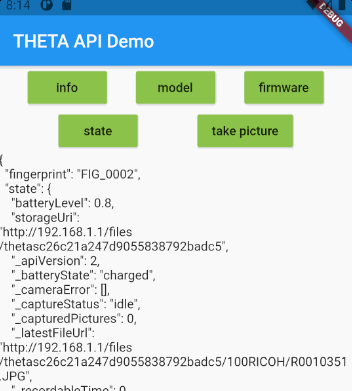 8:14
DEBUG
THETA API Demo
info model firmware
state take picture
{
"fingerprint": "FIG_0002",
"state": {
"batteryLevel": 0.8,
"storageUri":
"http://192.168.1.1/files
/thetasc26c21a247d9055838792badc5",
"_apiVersion": 2,
"_batteryState": "charged",
"_cameraError": [],
"_captureStatus": "idle",
"_capturedPictures": 0,
"_latestFileUrl":
"http://192.168.1.1/files
/thetasc26c21a247d9055838792badc5/100RICOH/R0010351
.JPG",
"_recordableTime": 0,